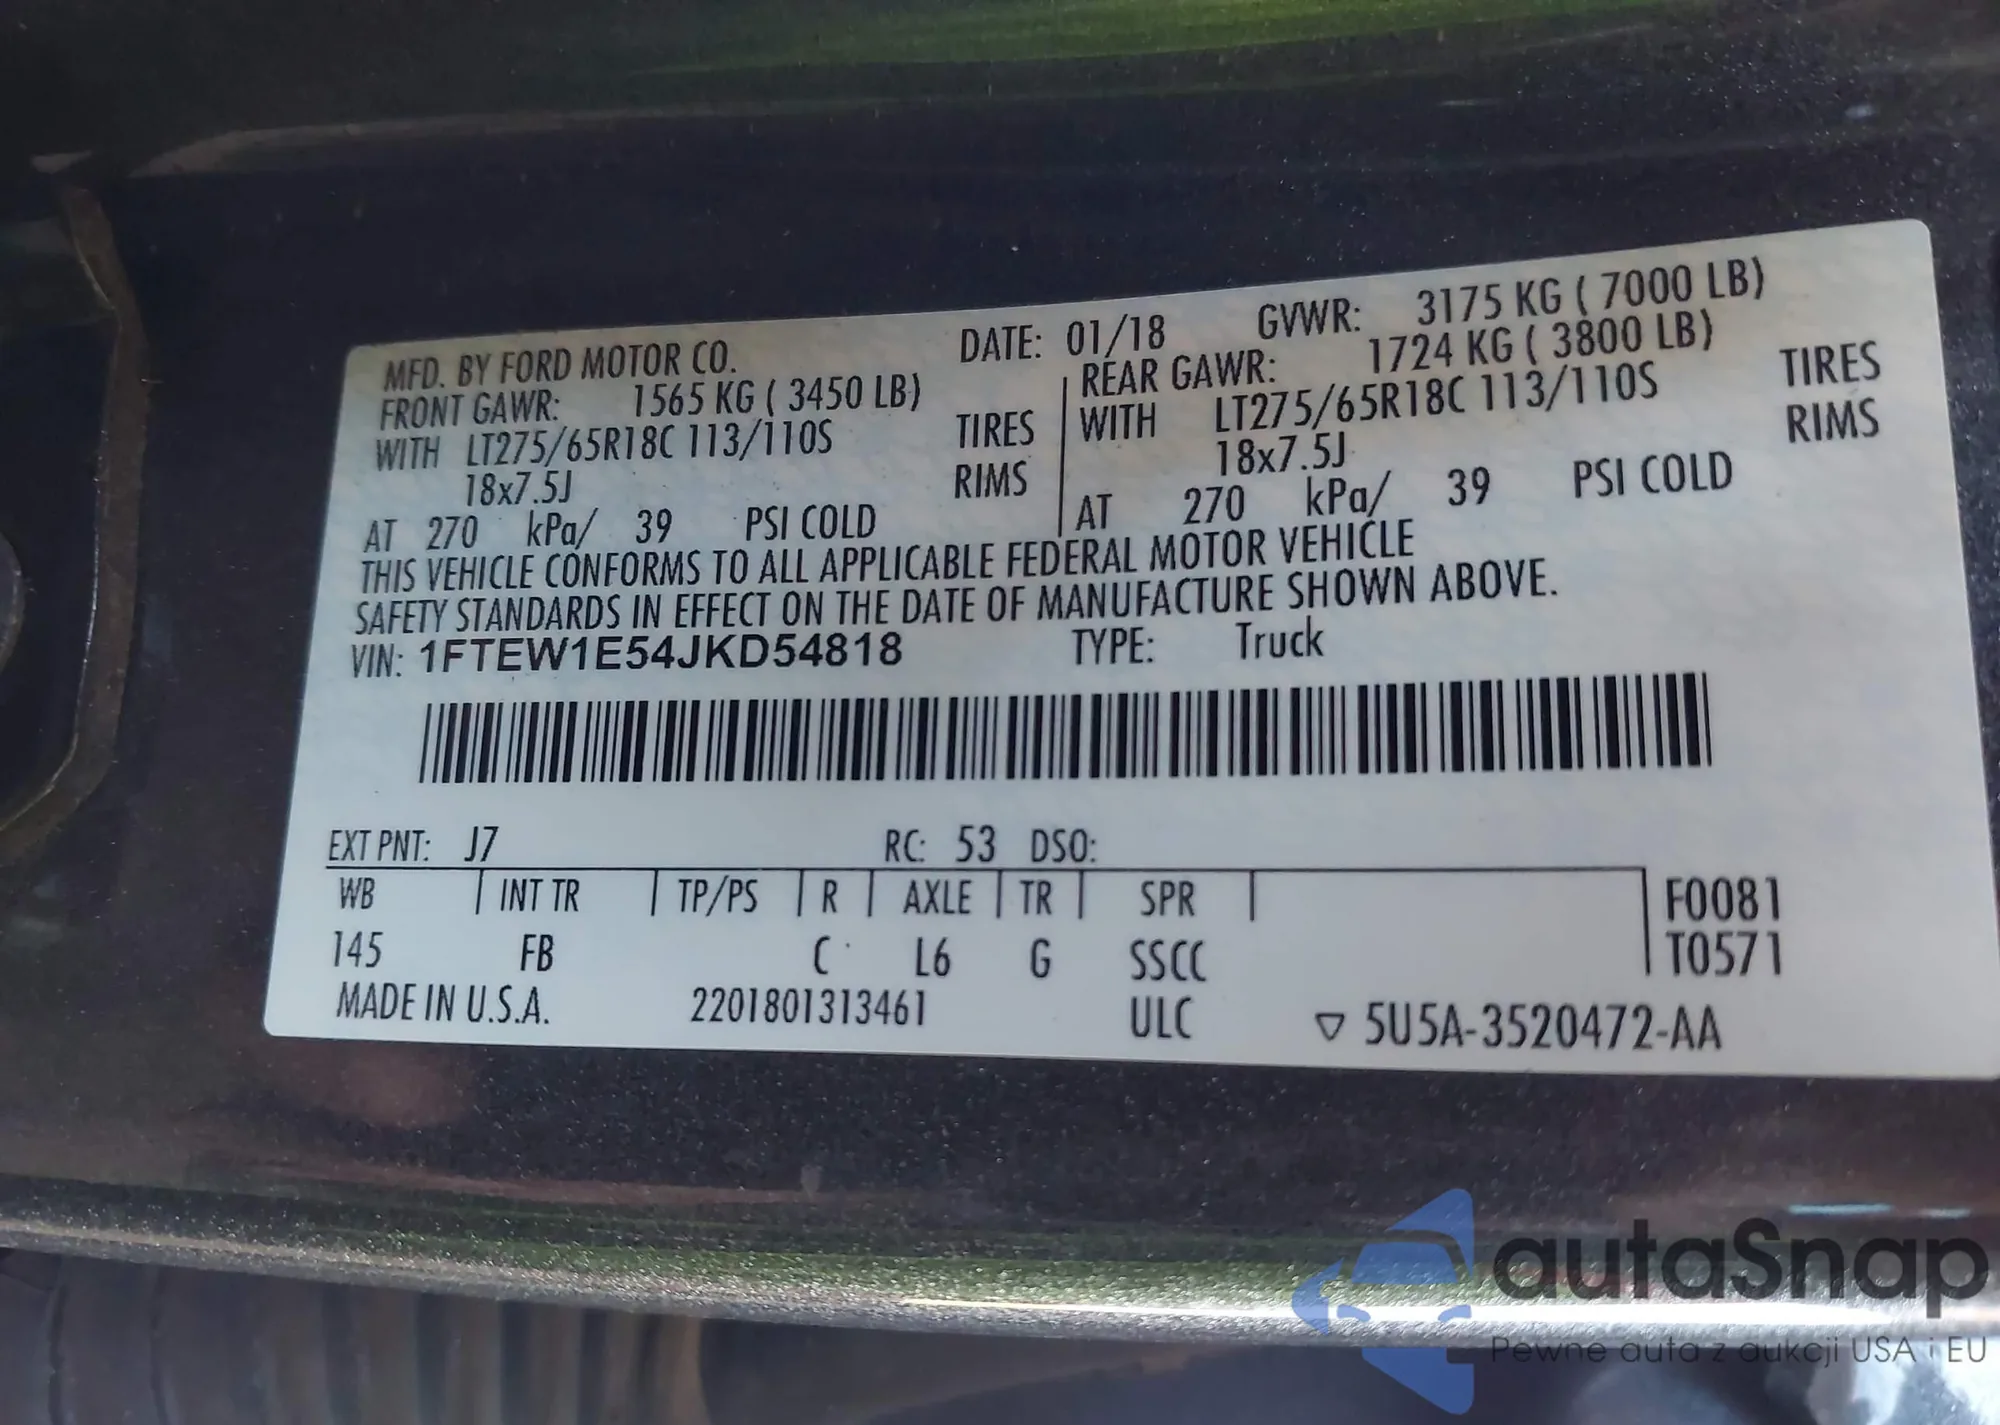 MFD. BY FORD MOTOR CO. DATE: 01/18 GVWR: 3175 KG ( 7000 LB)
FRONT GAWR: 1565 KG ( 3450 LB) REAR GAWR: 1724 KG ( 3800 LB)
WITH LT275/65R18C 113/110S TIRES WITH LT275/65R18C 113/110S TIRES
18x7.5J RIMS 18x7.5J RIMS
AT 270 kPa/ 39 PSI COLD AT 270 kPa/ 39 PSI COLD
THIS VEHICLE CONFORMS TO ALL APPLICABLE FEDERAL MOTOR VEHICLE
SAFETY STANDARDS IN EFFECT ON THE DATE OF MANUFACTURE SHOWN ABOVE.
VIN: 1FTEW1E54JKD54818 TYPE: Truck
EXT PNT: J7 RC: 53 DSO:
WB INT TR TP/PS R AXLE TR SPR F0081
145 FB C L6 G SSCC T0571
MADE IN U.S.A. 2201801313461 ULC ▽ 5U5A-3520472-AA
autaSnap
Pewne auta z aukcji USA i EU